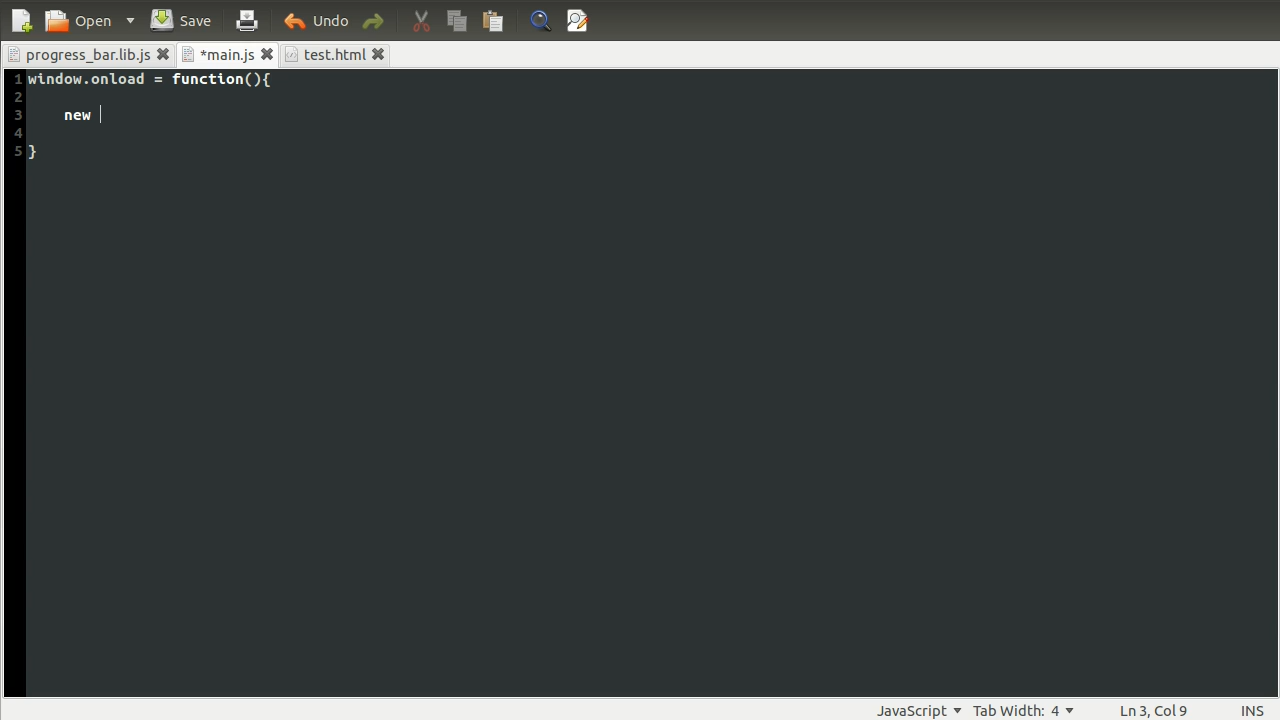 Open Save Undo
progress_bar.lib.js *main.js test.html
1 window.onload = function(){
2
3 new
4
5 }
JavaScript Tab Width: 4 Ln 3, Col 9 INS